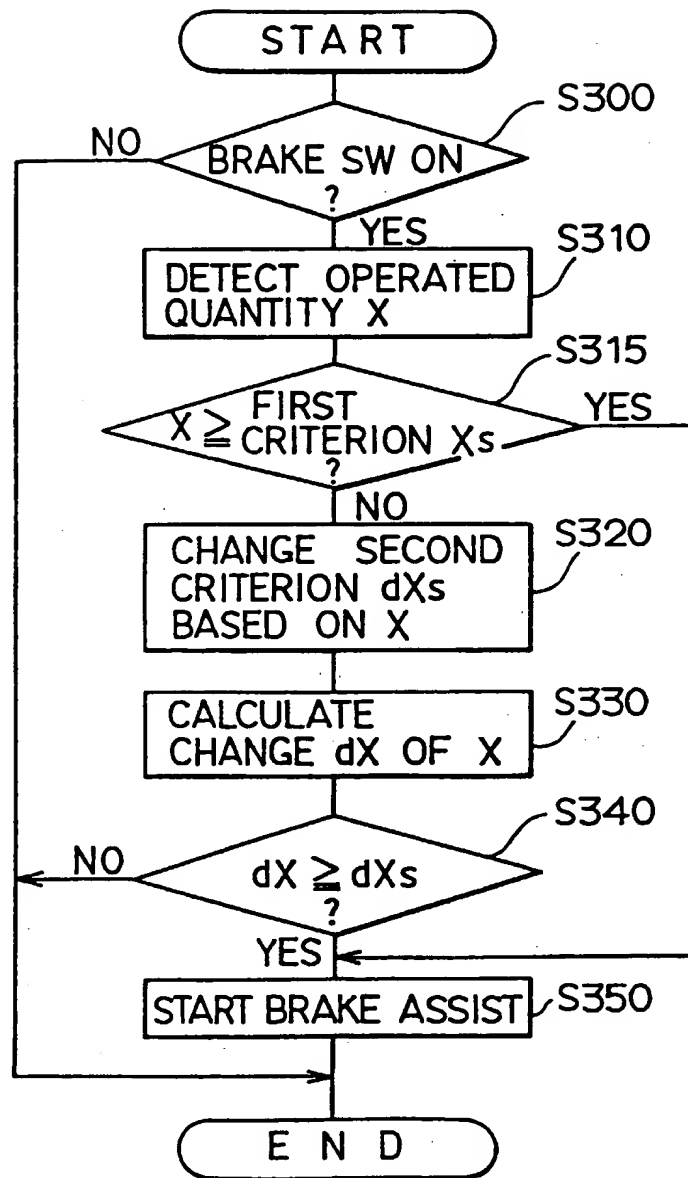 START
S300
NO
BRAKE SW ON
?
YES
S310
DETECT OPERATED
QUANTITY X
S315
YES
X ≧ FIRST
CRITERION Xs
?
NO
S320
CHANGE SECOND
CRITERION dXs
BASED ON X
S330
CALCULATE
CHANGE dX OF X
S340
NO
dX ≧ dXs
?
YES
S350
START BRAKE ASSIST
END